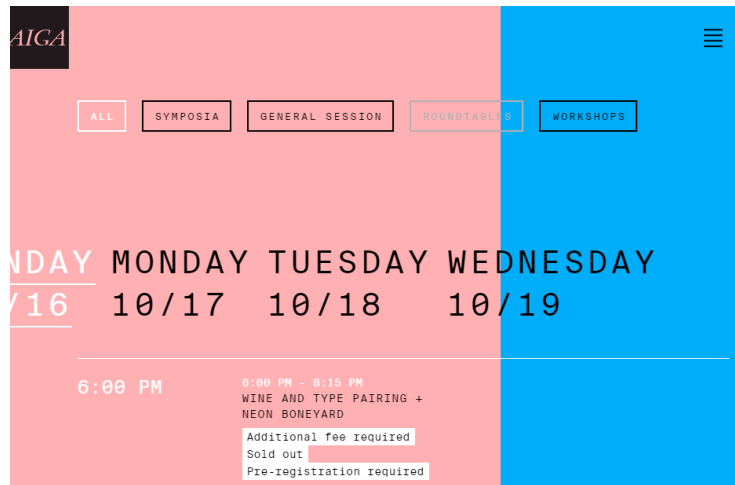 AIGA
ALL SYMPOSIA GENERAL SESSION ROUNDTABLES WORKSHOPS
NDAY MONDAY TUESDAY WEDNESDAY
/16 10/17 10/18 10/19
6:00 PM
6:00 PM - 8:15 PM
WINE AND TYPE PAIRING +
NEON BONEYARD
Additional fee required
Sold out
Pre-registration required